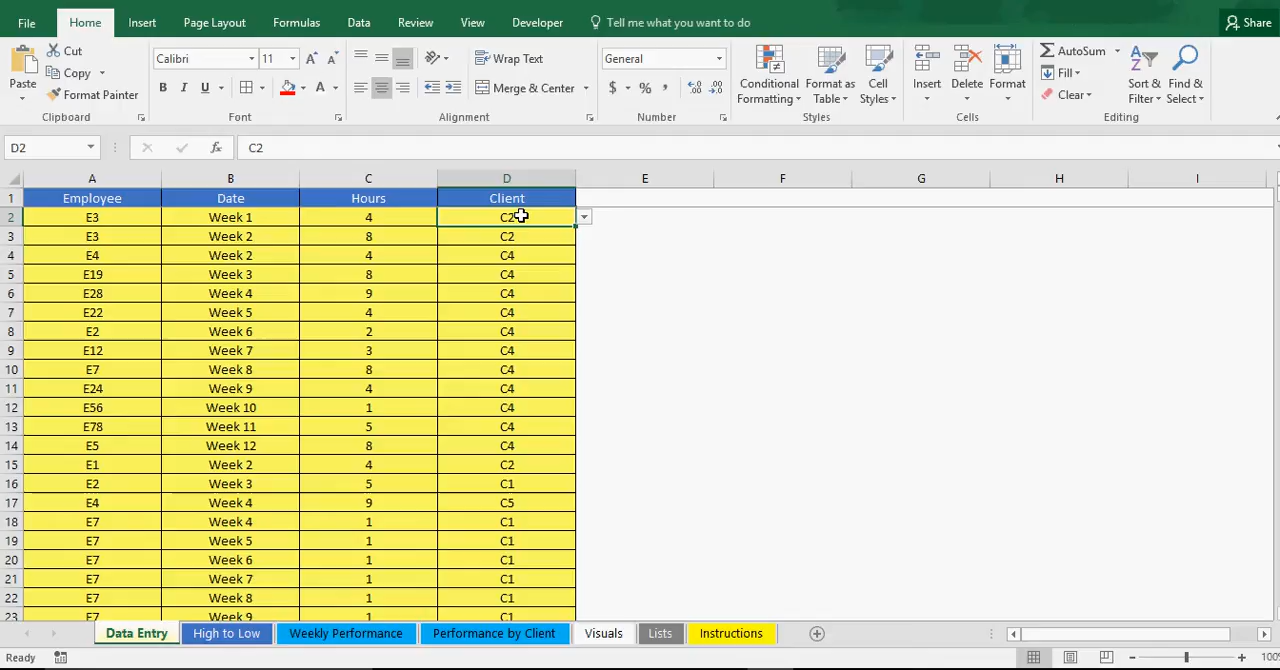 File Home Insert Page Layout Formulas Data Review View Developer Tell me what you want to do Share
Paste Cut Copy Format Painter Clipboard
Calibri 11 B I U A Font
Wrap Text Merge & Center Alignment
General $ % , Number
Conditional Formatting Format as Table Cell Styles Styles
Insert Delete Format Cells
AutoSum Fill Clear Sort & Filter Find & Select Editing
D2 fx C2
A B C D E F G H I
1 Employee Date Hours Client
2 E3 Week 1 4 C2
3 E3 Week 2 8 C2
4 E4 Week 2 4 C4
5 E19 Week 3 8 C4
6 E28 Week 4 9 C4
7 E22 Week 5 4 C4
8 E2 Week 6 2 C4
9 E12 Week 7 3 C4
10 E7 Week 8 8 C4
11 E24 Week 9 4 C4
12 E56 Week 10 1 C4
13 E78 Week 11 5 C4
14 E5 Week 12 8 C4
15 E1 Week 2 4 C2
16 E2 Week 3 5 C1
17 E4 Week 4 9 C5
18 E7 Week 4 1 C1
19 E7 Week 5 1 C1
20 E7 Week 6 1 C1
21 E7 Week 7 1 C1
22 E7 Week 8 1 C1
23 E7 Week 9 1 C1
Data Entry High to Low Weekly Performance Performance by Client Visuals Lists Instructions
Ready 100%